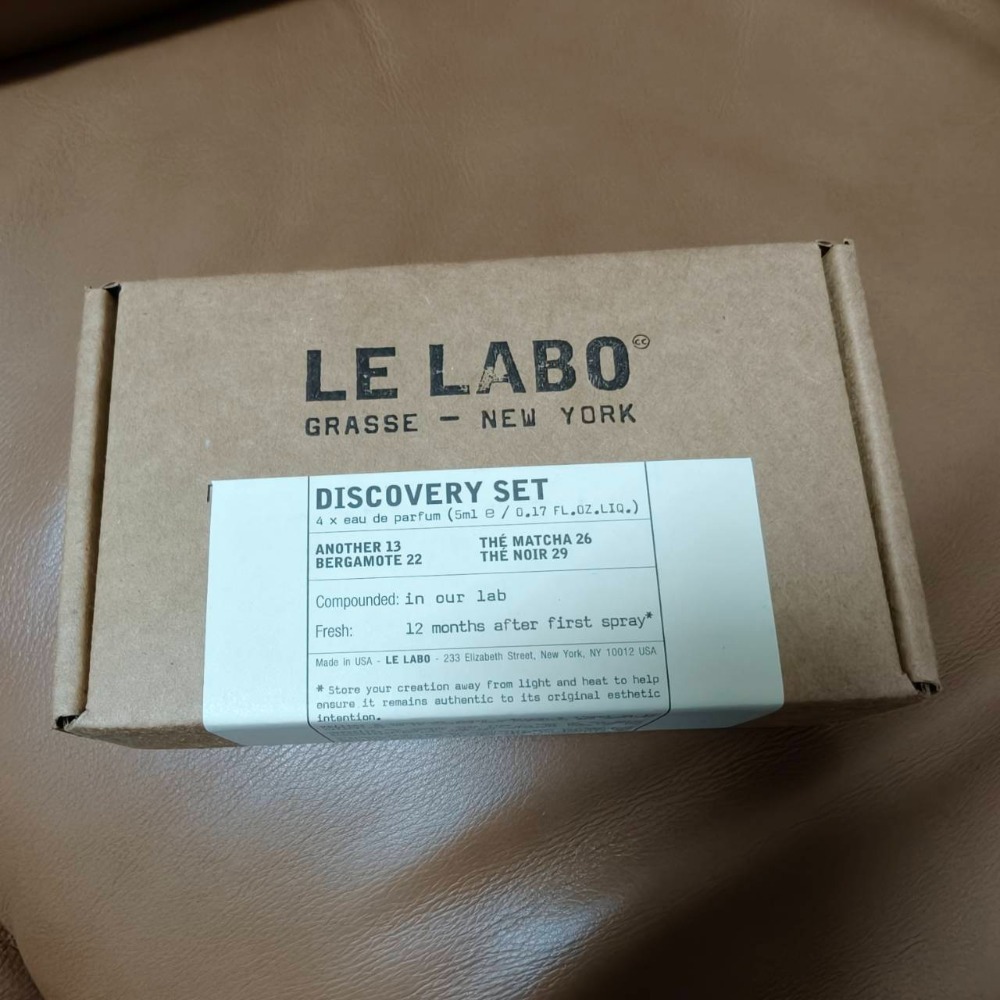 LE LABO
GRASSE — NEW YORK
DISCOVERY SET
4 x eau de parfum (5ml e / 0.17 FL.OZ.LIQ.)
ANOTHER 13 THÉ MATCHA 26
BERGAMOTE 22 THÉ NOIR 29
Compounded: in our lab
Fresh: 12 months after first spray*
Made in USA - LE LABO - 233 Elizabeth Street, New York, NY 10012 USA
* Store your creation away from light and heat to help
ensure it remains authentic to its original esthetic
intention.